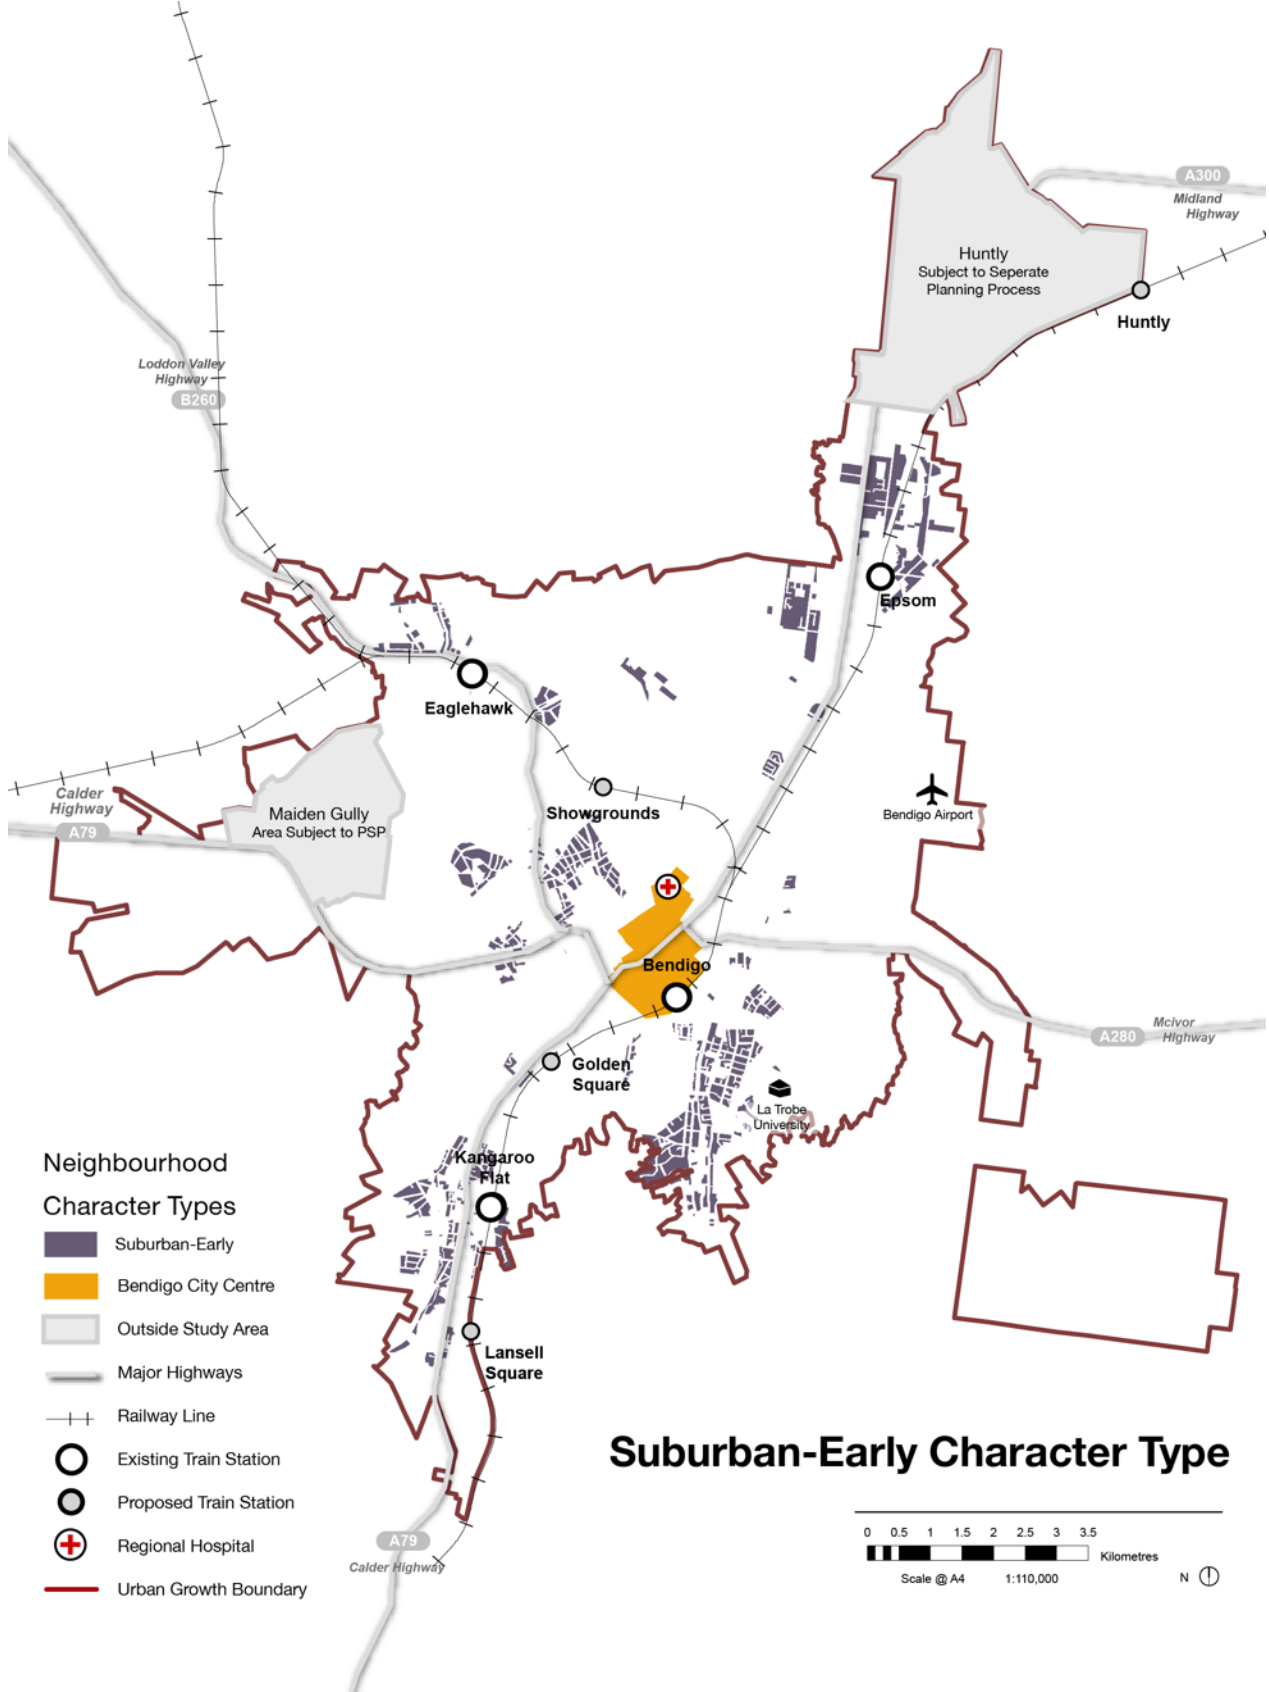 A300
Midland
Highway
Huntly
Subject to Seperate
Planning Process
Huntly
Loddon Valley
Highway
B260
Epsom
Eaglehawk
Calder
Highway
A79
Maiden Gully
Area Subject to PSP
Showgrounds
Bendigo Airport
Bendigo
Mcivor
Highway
A280
Golden
Square
La Trobe
University
Kangaroo
Flat
Lansell
Square
A79
Calder Highway
Neighbourhood
Character Types
Suburban-Early
Bendigo City Centre
Outside Study Area
Major Highways
Railway Line
Existing Train Station
Proposed Train Station
Regional Hospital
Urban Growth Boundary
Suburban-Early Character Type
0 0.5 1 1.5 2 2.5 3 3.5
Kilometres
Scale @ A4 1:110,000
N